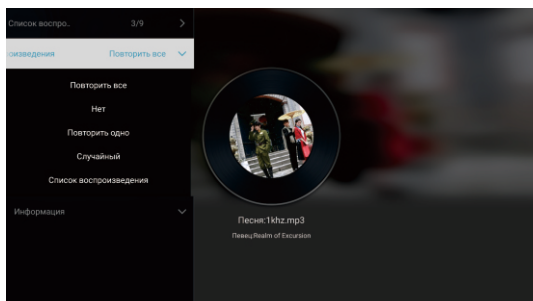 Список воспро. 3/9
оизведения Повторить все
Повторить все
Нет
Повторить одно
Случайный
Список воспроизведения
Информация
Песня:1khz.mp3
Певец:Realm of Excursion